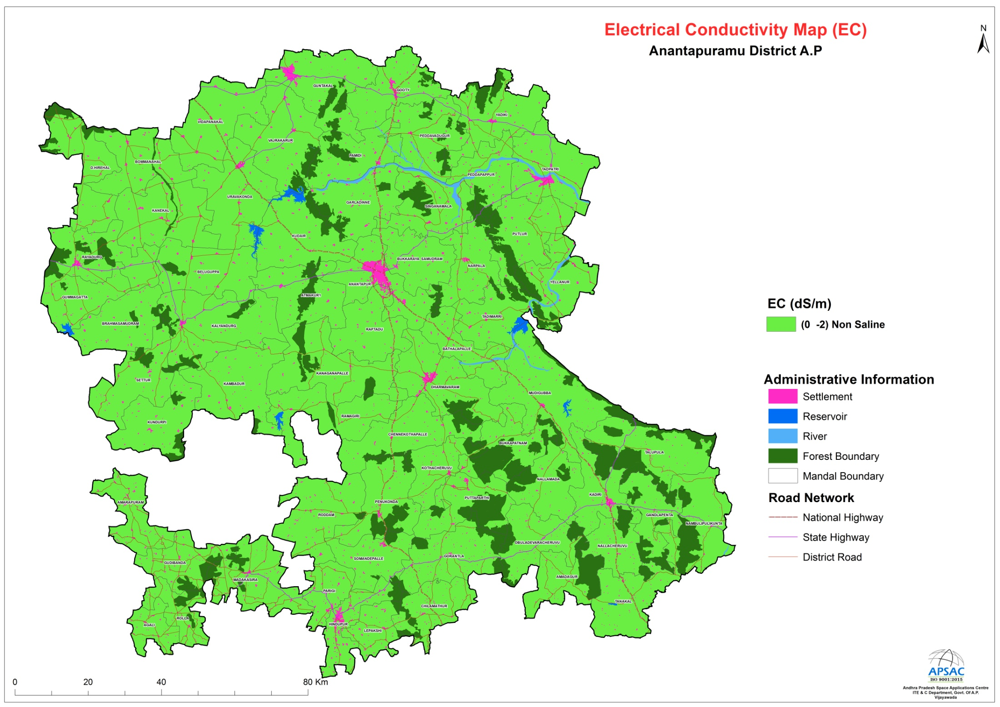 Electrical Conductivity Map (EC)
Anantapuramu District A.P
N
GUNTAKAL
GOOTY
YADIKI
VIDAPANAKAL
PEDDAVADUGUR
VAJRAKARUR
PAMIDI
BOMMANAHAL
D.HIREHAL
TADPATRI
PEDDAPAPPUR
URAVAKONDA
GARLADINNE
SINGANAMALA
KANEKAL
KUDAIR
PUTLUR
RAYADURG
BUKKARAYA SAMUDRAM
NARPALA
BELUGUPPA
ANANTAPUR
YELLANUR
ATMAKUR1
GUMMAGATTA
TADIMARRI
BRAHMASAMUDRAM
KALYANDURG
RAPTADU
BATHALAPALLE
KANAGANAPALLE
SETTUR
KAMBADUR
DHARMAVARAM
MUDIGUBBA
RAMAGIRI
KUNDURPI
CHENNEKOTHAPALLE
BUKKAPATNAM
TALUPULA
KOTHACHERUVU
NALLAMADA
KADIRI
PUTTAPARTHI
AMARAPURAM
PENUKONDA
RODDAM
GANDLAPENTA
NAMBULIPULIKUNTA
OBULADEVARACHERUVU
NALLACHERUVU
SOMANDEPALLE
GORANTLA
GUDIBANDA
MADAKASIRA
AMADAGUR
PARIGI
TANAKAL
CHILAMATHUR
ROLLA
AGALI
HINDUPUR
LEPAKSHI
EC (dS/m)
(0 -2) Non Saline
Administrative Information
Settlement
Reservoir
River
Forest Boundary
Mandal Boundary
Road Network
National Highway
State Highway
District Road
0 20 40 80 Km
APSAC
ISO 9001:2015
Andhra Pradesh Space Applications Centre
ITE & C Department, Govt. Of A.P.
Vijayawada